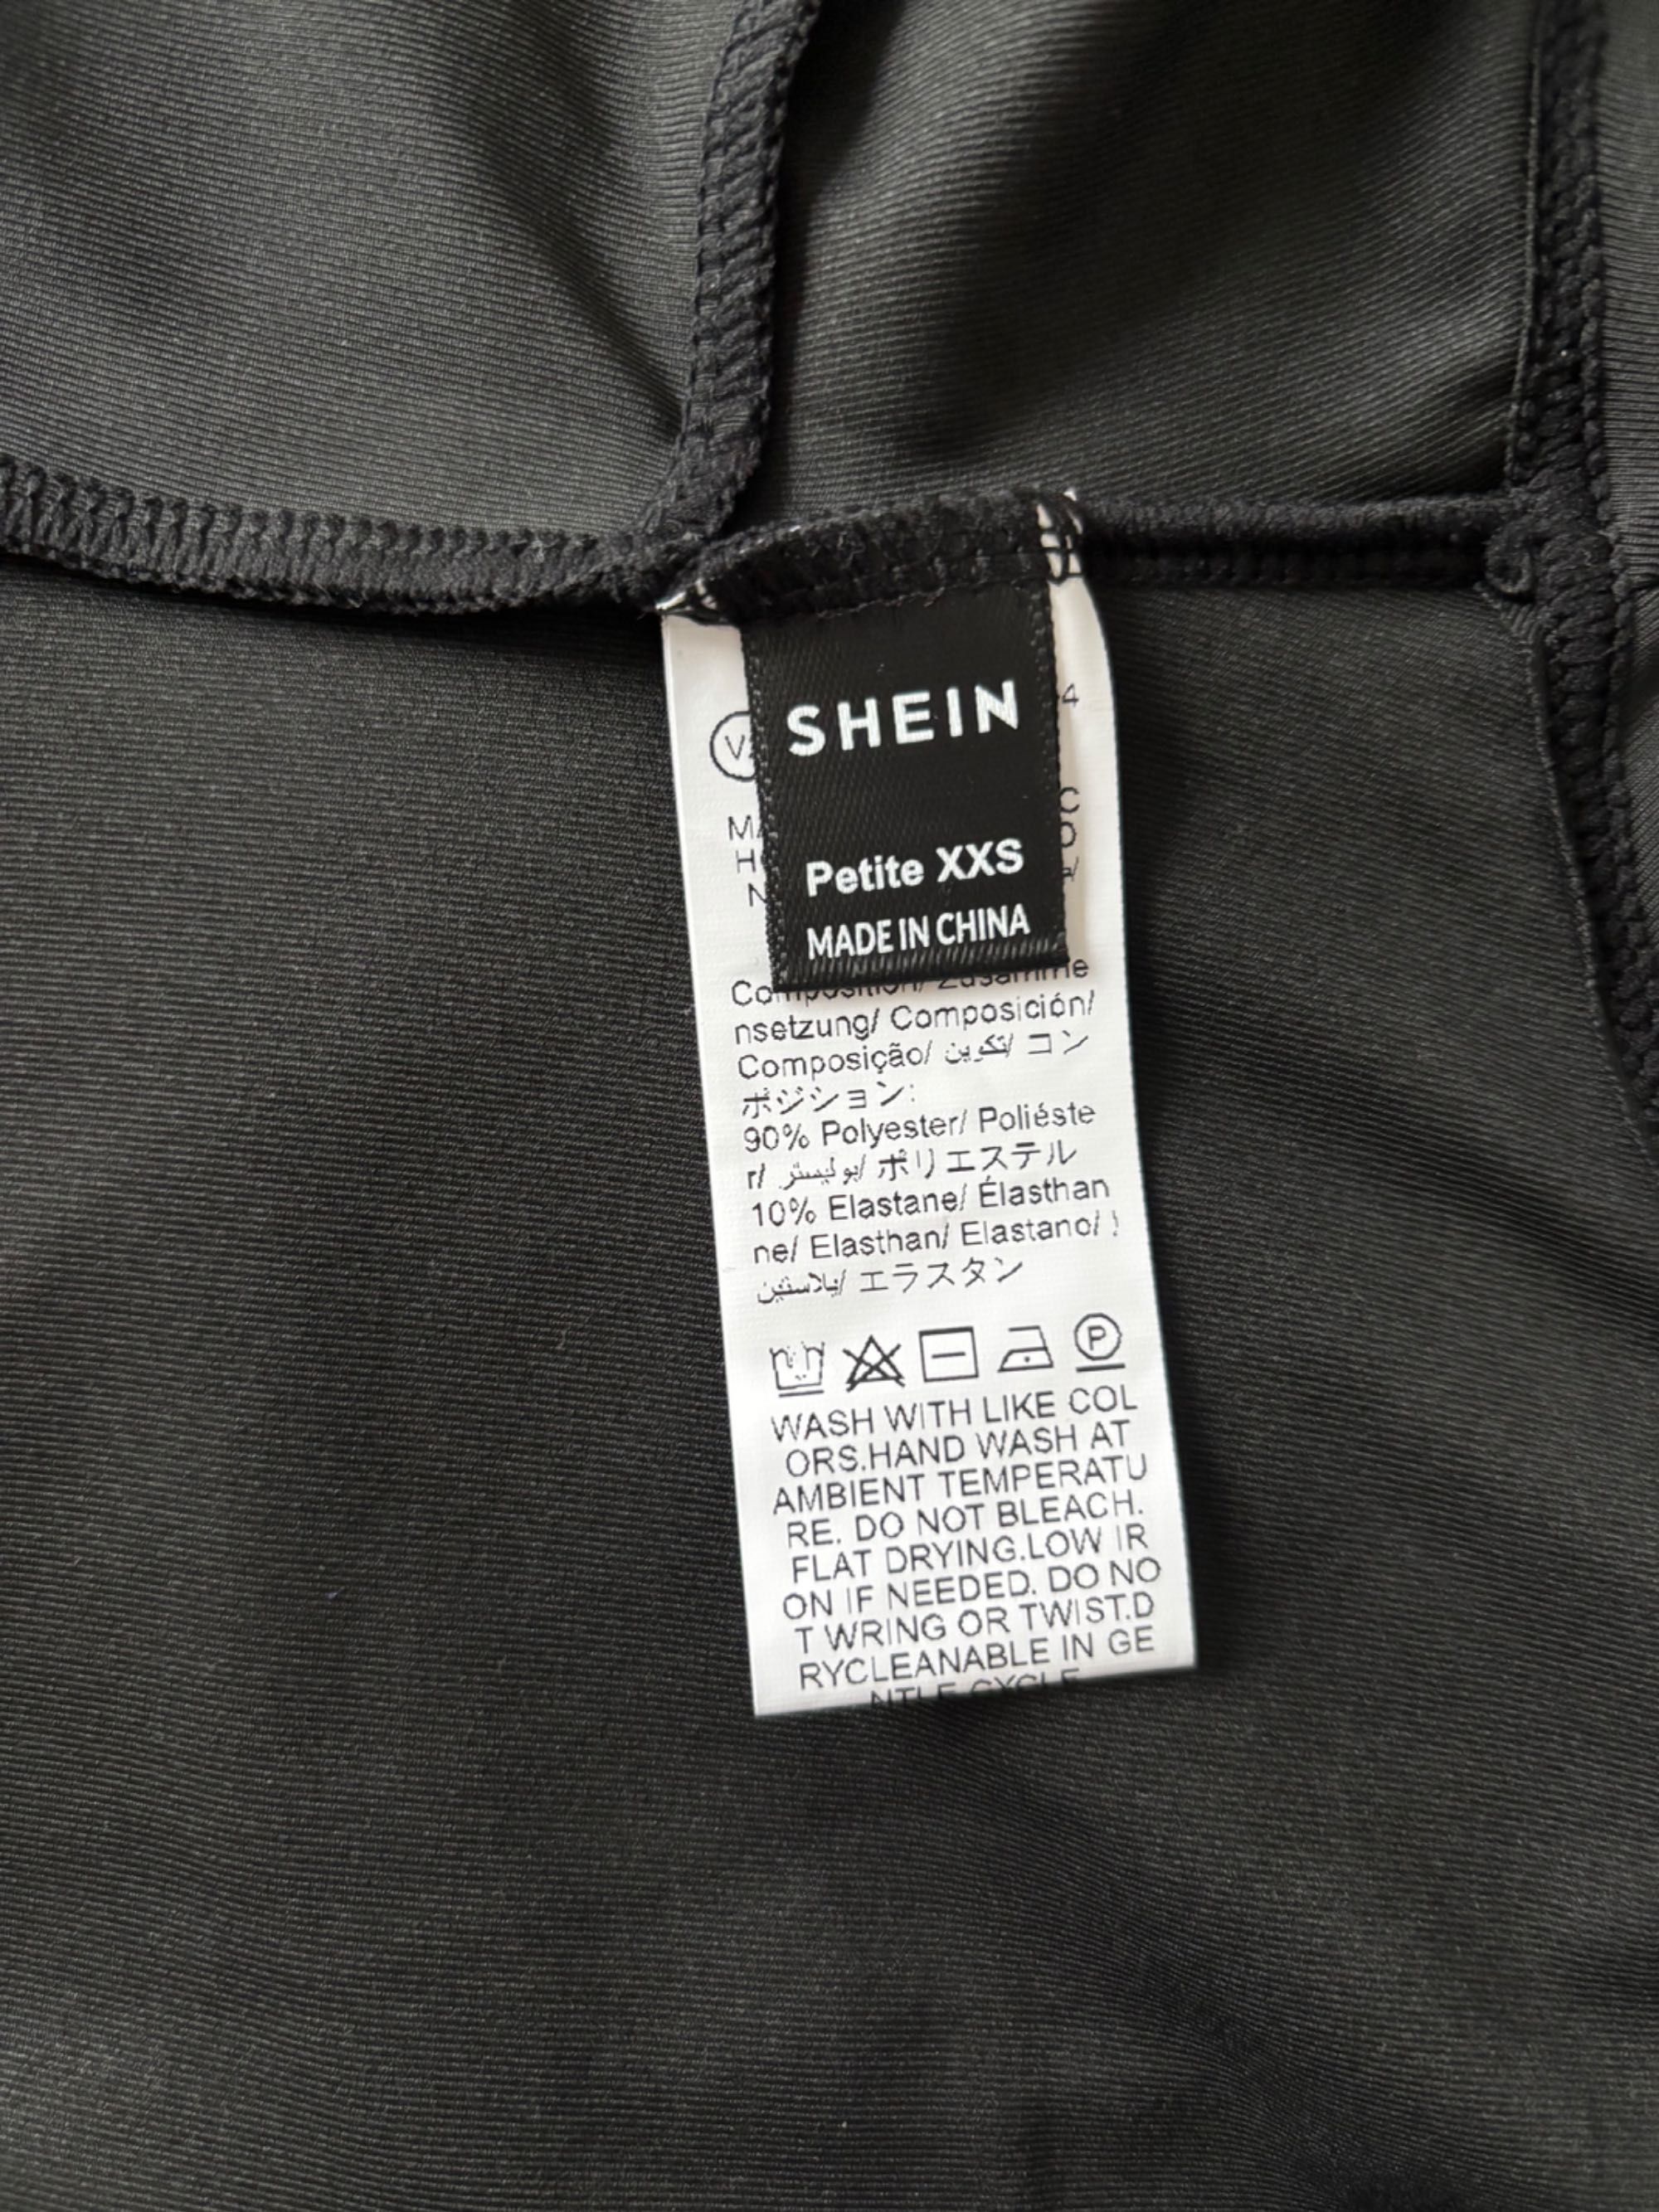 SHEIN
Petite XXS
MADE IN CHINA
4
V
C
Composition/ Zusamme
nsetzung/ Composición/
Composição/ تكوين/ コン
ポジション:
90% Polyester/ Poliéste
r/ بوليستر/ ポリエステル
10% Elastane/ Élasthan
ne/ Elasthan/ Elastano/
إيلاستين/ エラスタン
P
WASH WITH LIKE COL
ORS.HAND WASH AT
AMBIENT TEMPERATU
RE. DO NOT BLEACH.
FLAT DRYING.LOW IR
ON IF NEEDED. DO NO
T WRING OR TWIST.D
RYCLEANABLE IN GE
NTLE CYCLE